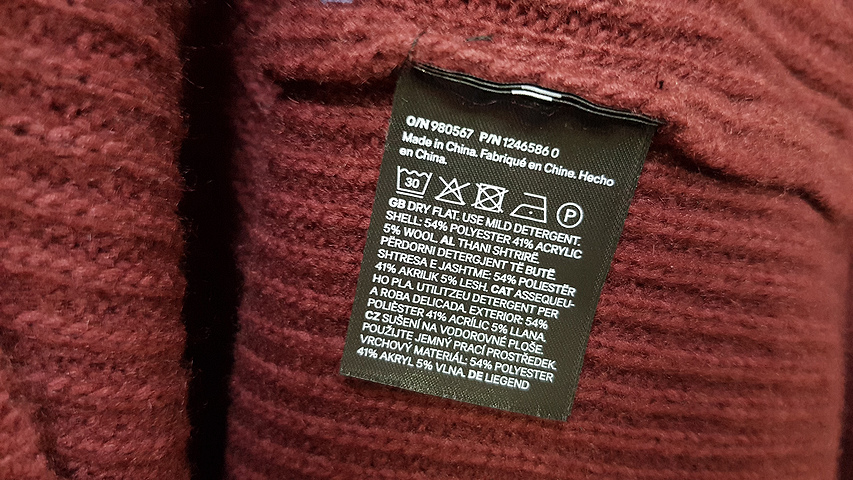 O/N 980567 P/N 1246586 0
Made in China. Fabriqué en Chine. Hecho
en China.
30 P
GB DRY FLAT. USE MILD DETERGENT.
SHELL: 54% POLYESTER 41% ACRYLIC
5% WOOL. AL THANI SHTRIRË.
PËRDORNI DETERGJENT TË BUTË.
SHTRESA E JASHTME: 54% POLIESTËR
41% AKRILIK 5% LESH. CAT ASSEQUEU-
HO PLA. UTILITZEU DETERGENT PER
A ROBA DELICADA. EXTERIOR: 54%
POLIÈSTER 41% ACRÍLIC 5% LLANA.
CZ SUŠENÍ NA VODOROVNÉ PLOŠE.
POUŽIJTE JEMNÝ PRACÍ PROSTŘEDEK.
VRCHOVÝ MATERIÁL: 54% POLYESTER
41% AKRYL 5% VLNA. DE LIEGEND